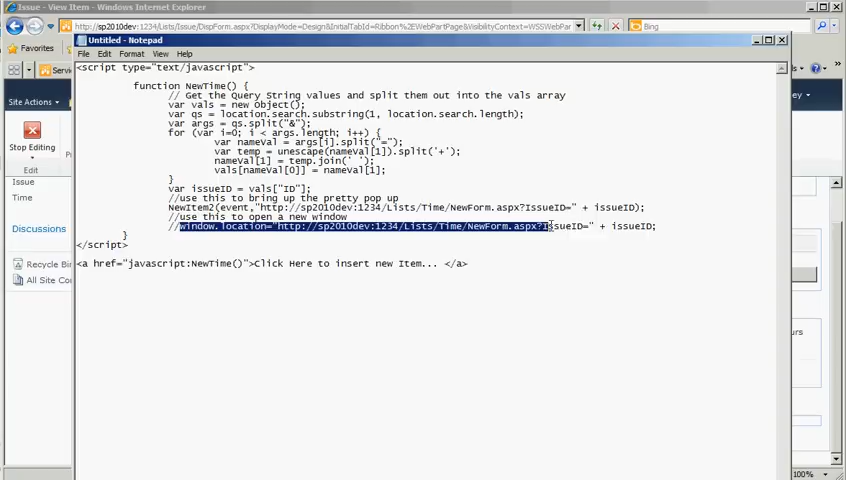 Issue - View Item - Windows Internet Explorer
http://sp2010dev:1234/Lists/Issue/DispForm.aspx?DisplayMode=Design&InitialTabId=Ribbon%2EWebPartPage&VisibilityContext=WSSWebPar
Bing
Favorites
Untitled - Notepad
File Edit Format View Help
Site Actions
Stop Editing
Edit
Issue
Time
Discussions
Recycle Bin
All Site Con
<script type="text/javascript">
function NewTime() {
// Get the Query String values and split them out into the vals array
var vals = new Object();
var qs = location.search.substring(1, location.search.length);
var args = qs.split("&");
for (var i=0; i < args.length; i++) {
var nameVal = args[i].split("=");
var temp = unescape(nameVal[1]).split('+');
nameVal[1] = temp.join(' ');
vals[nameVal[0]] = nameVal[1];
}
var issueID = vals["ID"];
//use this to bring up the pretty pop up
NewItem2(event,"http://sp2010dev:1234/Lists/Time/NewForm.aspx?IssueID=" + issueID);
//use this to open a new window
//window.location="http://sp2010dev:1234/Lists/Time/NewForm.aspx?IssueID=" + issueID;
}
</script>
<a href="javascript:NewTime()">Click Here to insert new Item... </a>
100%